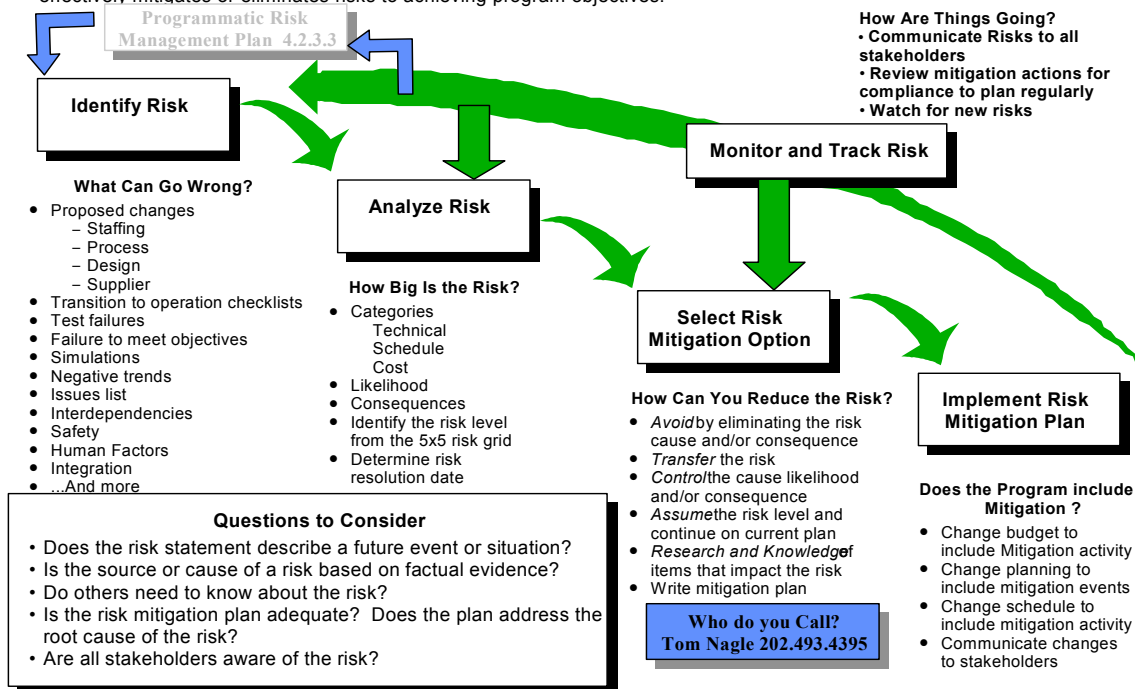 effectively mitigates or eliminates risks to achieving program objectives.
Programmatic Risk
Management Plan 4.2.3.3
How Are Things Going?
• Communicate Risks to all
stakeholders
• Review mitigation actions for
compliance to plan regularly
• Watch for new risks
Identify Risk
Monitor and Track Risk
What Can Go Wrong?
• Proposed changes
– Staffing
– Process
– Design
– Supplier
• Transition to operation checklists
• Test failures
• Failure to meet objectives
• Simulations
• Negative trends
• Issues list
• Interdependencies
• Safety
• Human Factors
• Integration
• ...And more
Analyze Risk
How Big Is the Risk?
• Categories
Technical
Schedule
Cost
• Likelihood
• Consequences
• Identify the risk level
from the 5x5 risk grid
• Determine risk
resolution date
Select Risk
Mitigation Option
How Can You Reduce the Risk?
• Avoid by eliminating the risk
cause and/or consequence
• Transfer the risk
• Control the cause likelihood
and/or consequence
• Assume the risk level and
continue on current plan
• Research and Knowledge of
items that impact the risk
• Write mitigation plan
Implement Risk
Mitigation Plan
Does the Program include
Mitigation ?
• Change budget to
include Mitigation activity
• Change planning to
include mitigation events
• Change schedule to
include mitigation activity
• Communicate changes
to stakeholders
Questions to Consider
• Does the risk statement describe a future event or situation?
• Is the source or cause of a risk based on factual evidence?
• Do others need to know about the risk?
• Is the risk mitigation plan adequate? Does the plan address the
root cause of the risk?
• Are all stakeholders aware of the risk?
Who do you Call?
Tom Nagle 202.493.4395